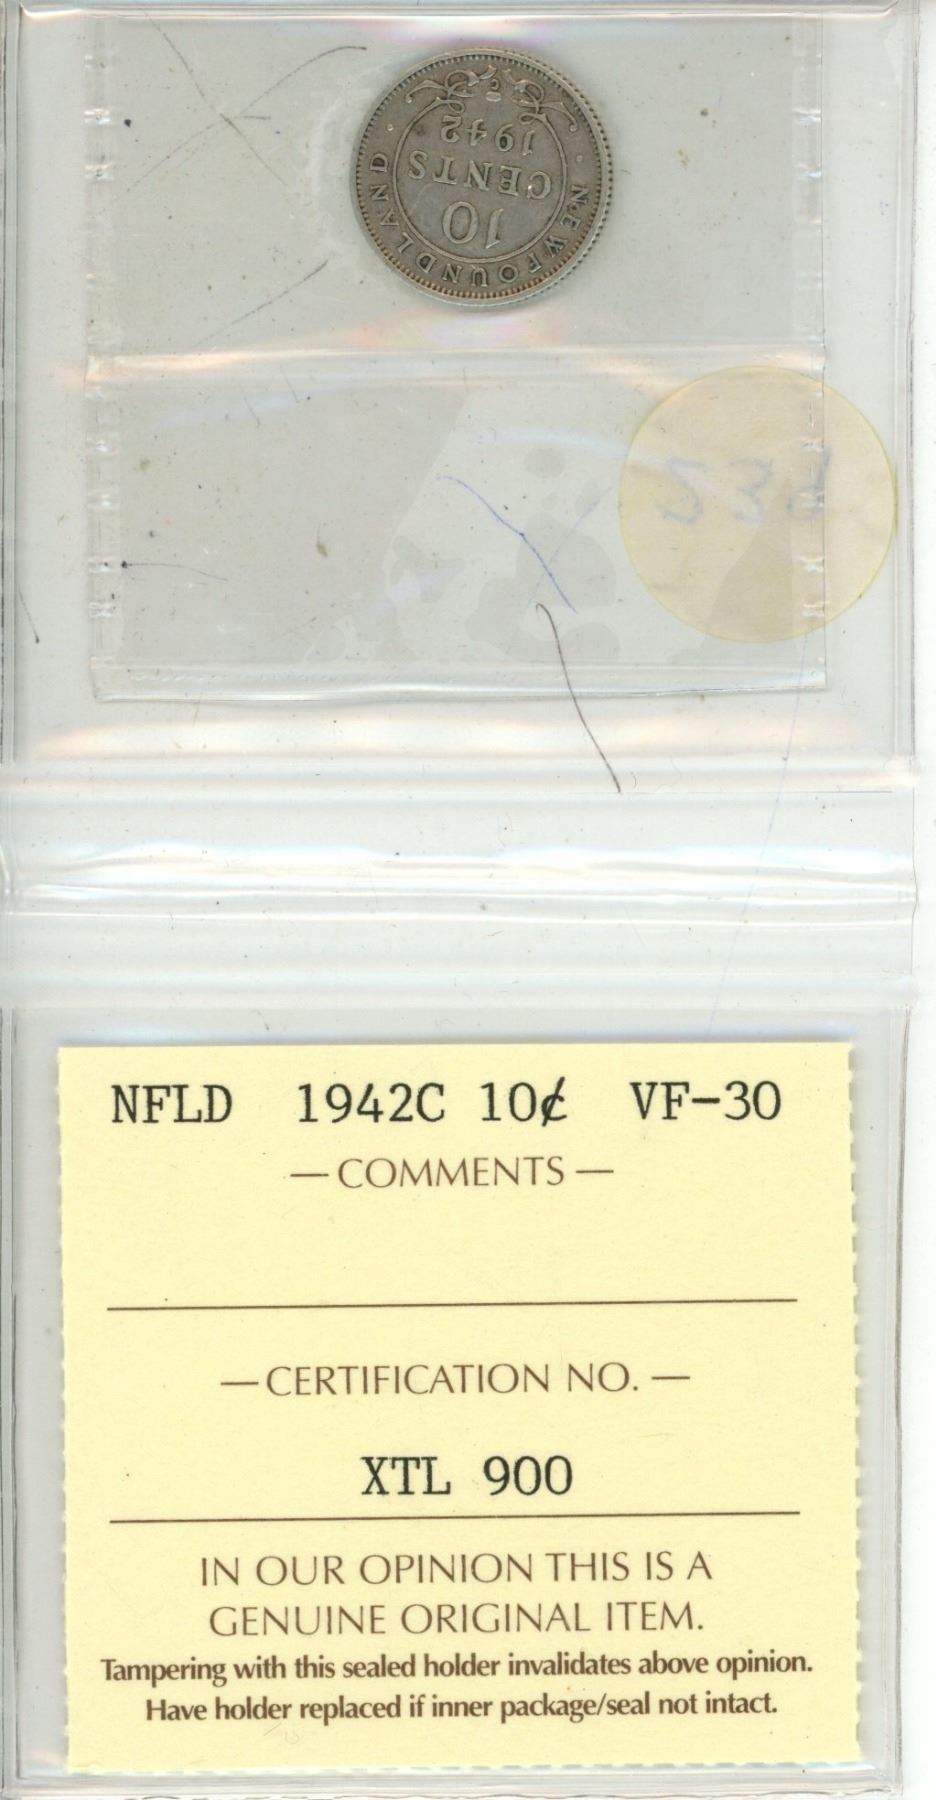 10
CENTS
1942
C
NEWFOUNDLAND
NFLD 1942C 10¢ VF-30
— COMMENTS —
— CERTIFICATION NO. —
XTL 900
IN OUR OPINION THIS IS A
GENUINE ORIGINAL ITEM.
Tampering with this sealed holder invalidates above opinion.
Have holder replaced if inner package/seal not intact.